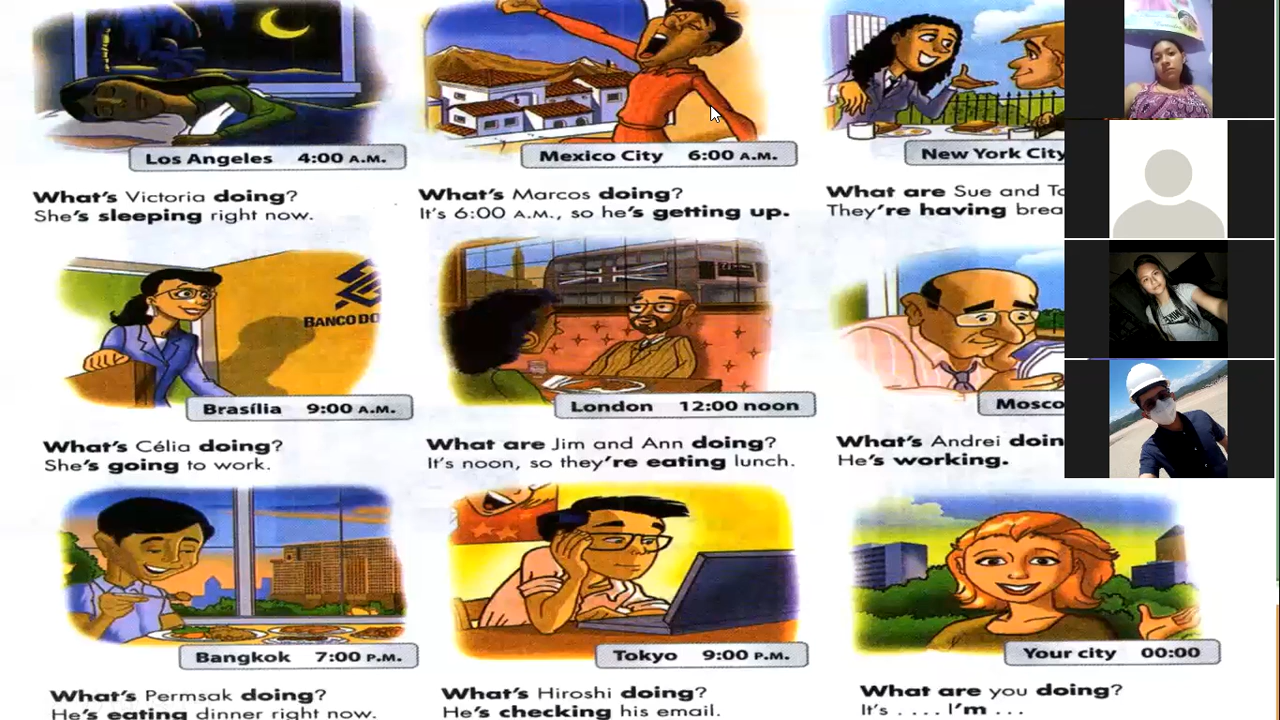 Los Angeles 4:00 A.M.
Mexico City 6:00 A.M.
New York City
What's Victoria doing?
She's sleeping right now.
What's Marcos doing?
It's 6:00 A.M., so he's getting up.
What are Sue and
They're having
BANCO DO
Brasília 9:00 A.M.
London 12:00 noon
What's Célia doing?
She's going to work.
What are Jim and Ann doing?
It's noon, so they're eating lunch.
What's Andrei
He's working.
Bangkok 7:00 P.M.
Tokyo 9:00 P.M.
Your city 00:00
What's Permsak doing?
He's eating dinner right now.
What's Hiroshi doing?
He's checking his email.
What are you doing?
It's .... I'm ...